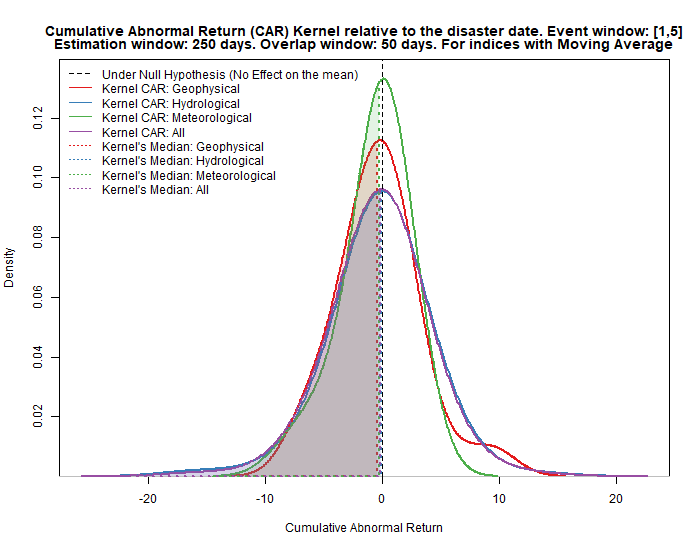 Cumulative Abnormal Return (CAR) Kernel relative to the disaster date. Event window: [1,5]
Estimation window: 250 days. Overlap window: 50 days. For indices with Moving Average
Under Null Hypothesis (No Effect on the mean)
Kernel CAR: Geophysical
Kernel CAR: Hydrological
Kernel CAR: Meteorological
Kernel CAR: All
Kernel's Median: Geophysical
Kernel's Median: Hydrological
Kernel's Median: Meteorological
Kernel's Median: All
Density
0.12
0.10
0.08
0.06
0.04
0.02
-20
-10
0
10
20
Cumulative Abnormal Return